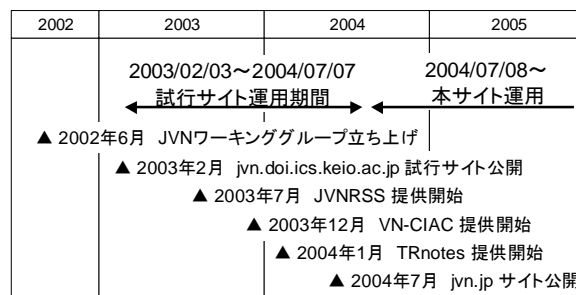 2002 2003 2004 2005
2003/02/03～2004/07/07
試行サイト運用期間
2004/07/08～
本サイト運用
▲ 2002年6月 JVNワーキンググループ立ち上げ
▲ 2003年2月 jvn.doi.ics.keio.ac.jp 試行サイト公開
▲ 2003年7月 JVNRSS 提供開始
▲ 2003年12月 VN-CIAC 提供開始
▲ 2004年1月 TRnotes 提供開始
▲ 2004年7月 jvn.jp サイト公開